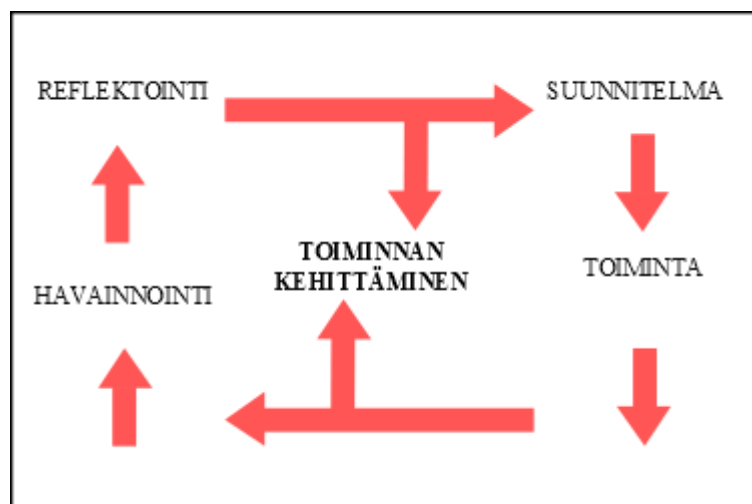 REFLEKTOINTI
SUUNNITELMA
TOIMINNAN
KEHITTÄMINEN
TOIMINTA
HAVAINNOINTI